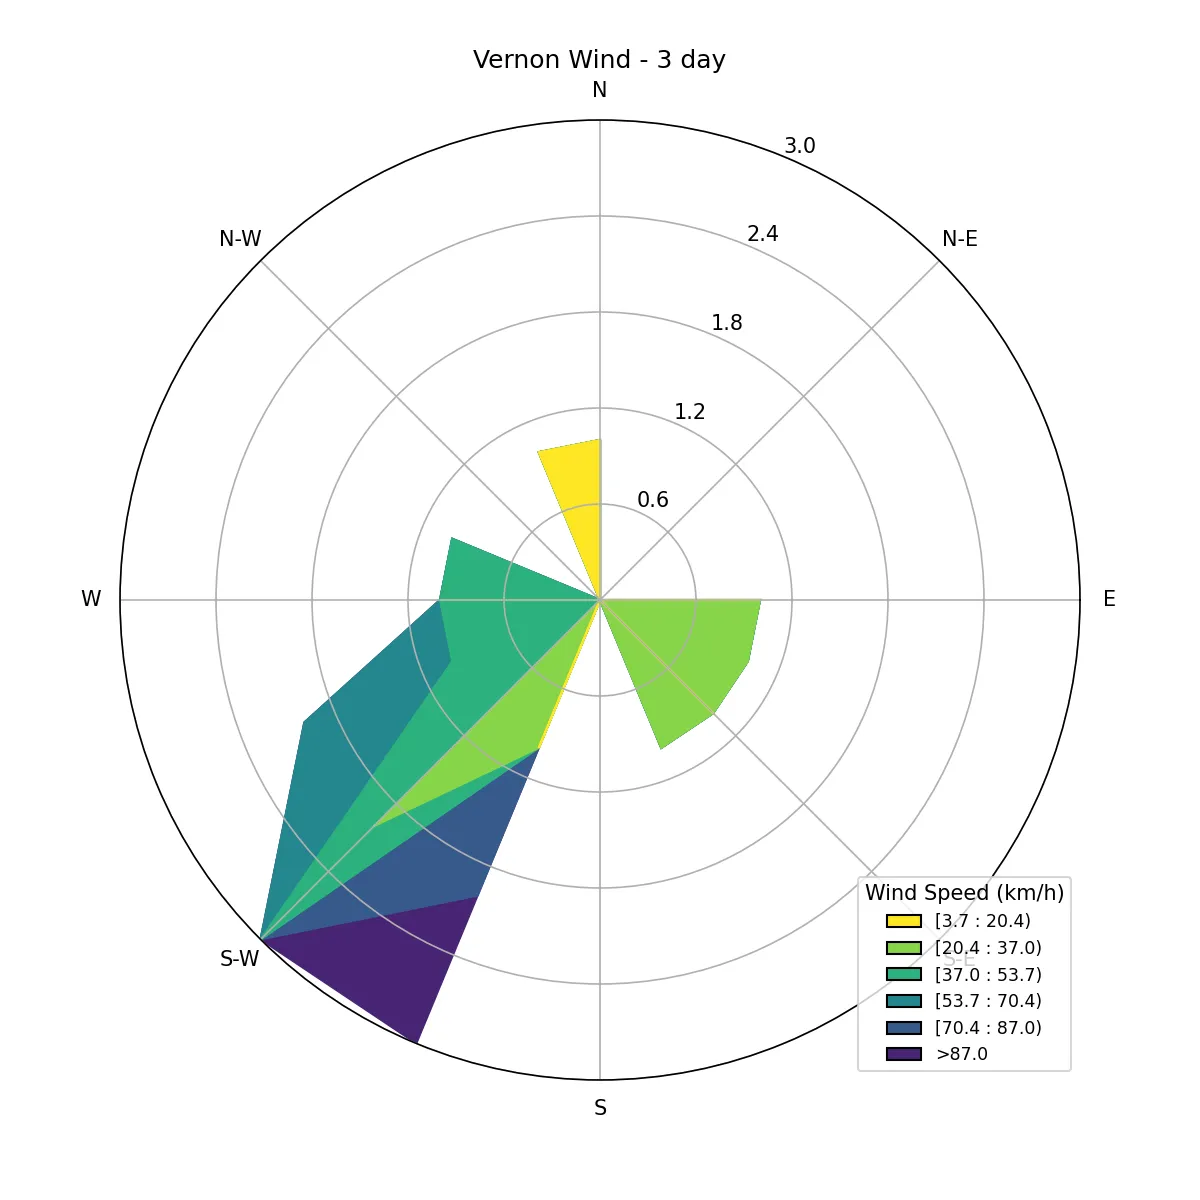 Vernon Wind - 3 day
N
3.0
N-W
2.4
N-E
1.8
1.2
0.6
W
E
S-W
S-E
S
Wind Speed (km/h)
[3.7 : 20.4)
[20.4 : 37.0)
[37.0 : 53.7)
[53.7 : 70.4)
[70.4 : 87.0)
>87.0